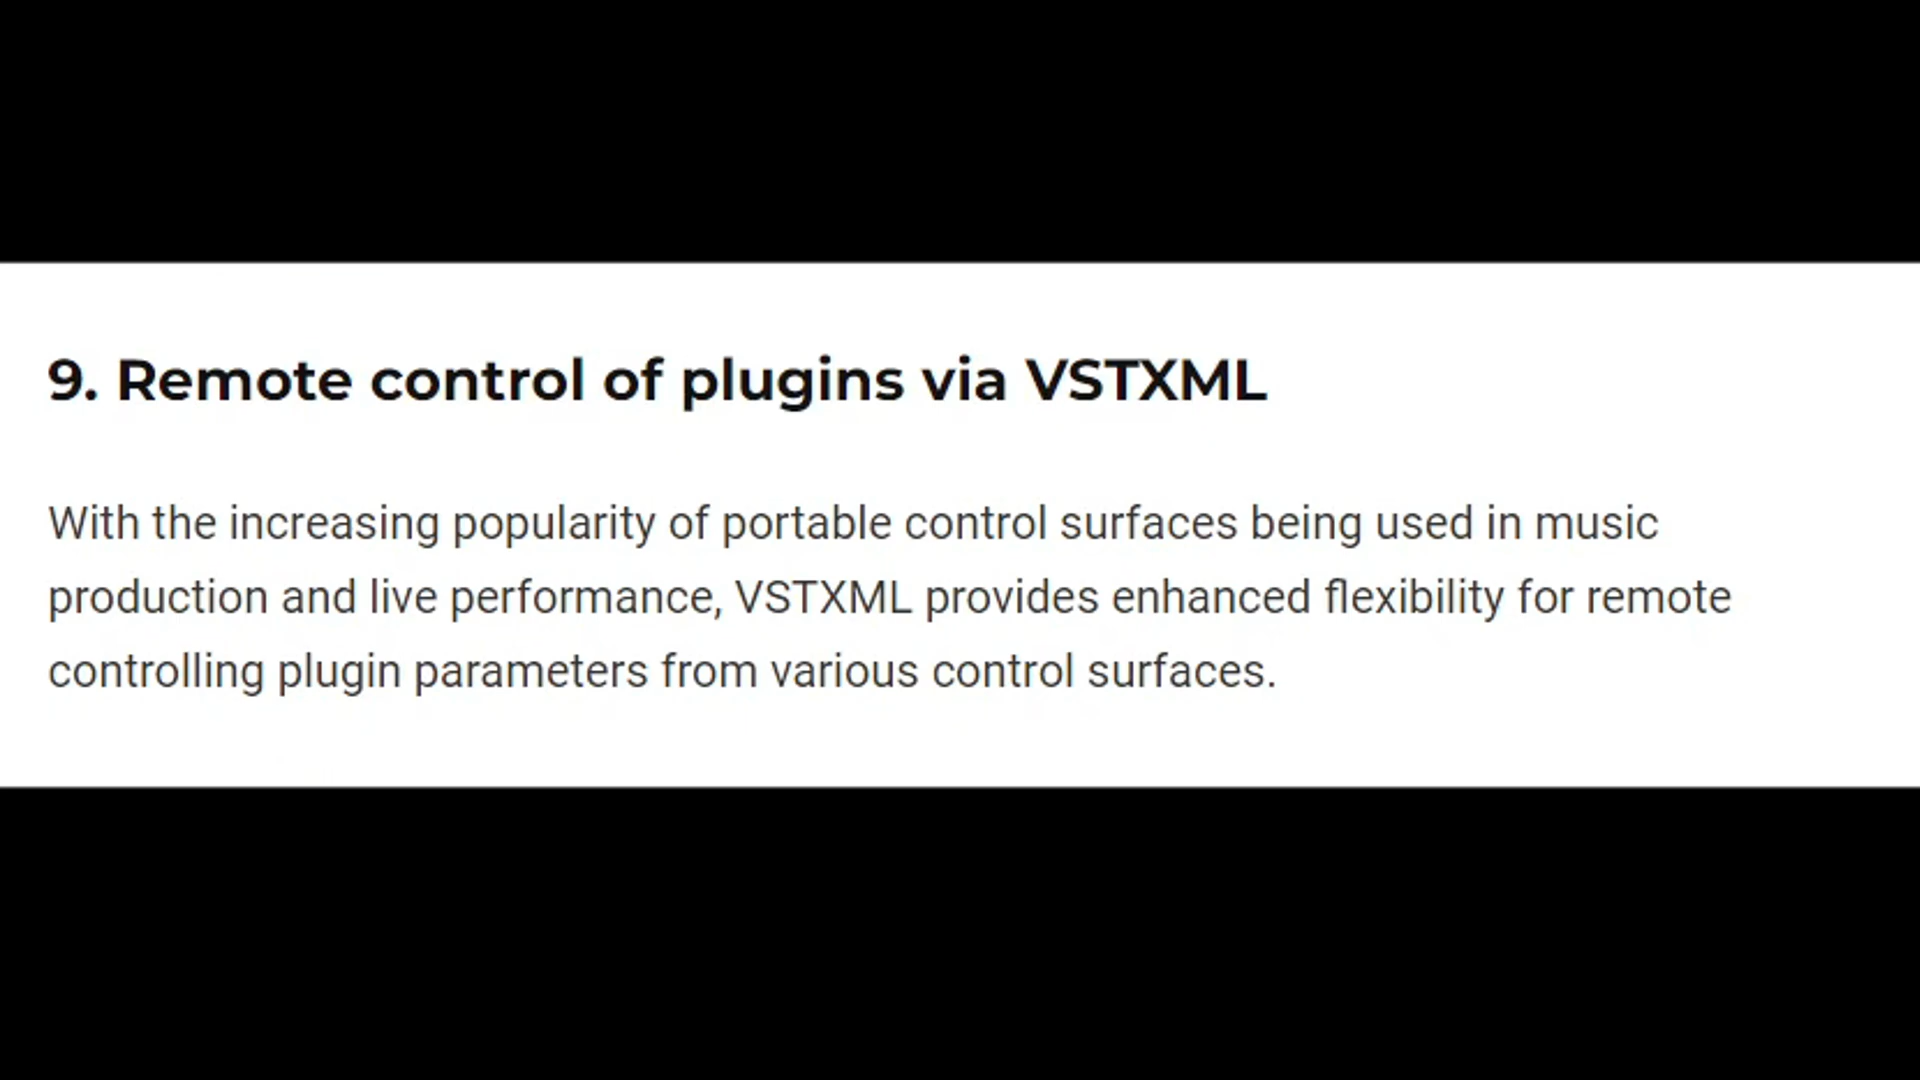 9. Remote control of plugins via VSTXML
With the increasing popularity of portable control surfaces being used in music
production and live performance, VSTXML provides enhanced flexibility for remote
controlling plugin parameters from various control surfaces.